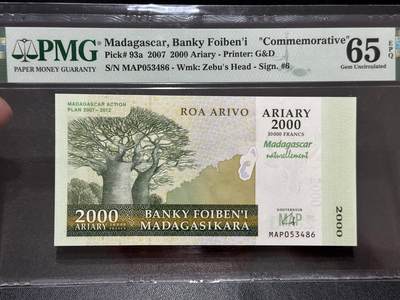 PMG
PAPER MONEY GUARANTY
Madagascar, Banky Foiben'i "Commemorative"
Pick# 93a 2007 2000 Ariary - Printer: G&D
S/N MAP053486 - Wmk: Zebu's Head - Sign. #6
65
EPQ
Gem Uncirculated
MADAGASCAR ACTION
PLAN 2007-2012
ROA ARIVO
ARIARY
2000
10000 FRANCS
Madagascar
naturellement
2000
ARIARY
BANKY FOIBEN'I
MADAGASIKARA
MAP
MAP053486
2000